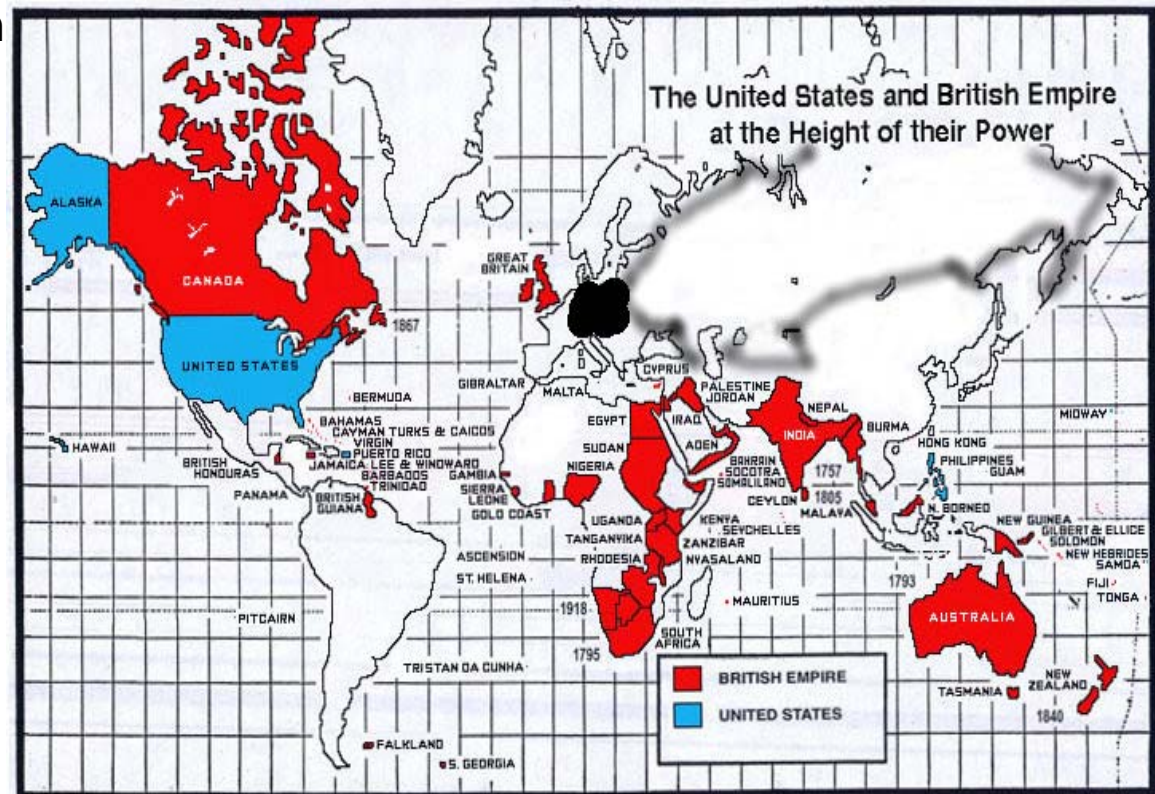 The United States and British Empire
at the Height of their Power
ALASKA
CANADA
1867
UNITED STATES
GREAT
BRITAIN
GIBRALTAR
MALTA
CYPRUS
PALESTINE
JORDAN
EGYPT
IRAQ
NEPAL
BURMA
INDIA
ADEN
SUDAN
BERMUDA
BAHAMAS
CAYMAN TURKS & CAICOS
VIRGIN
PUERTO RICO
JAMAICA
LEE & WINDWARD
BARBADOS
TRINIDAD
HAWAII
BRITISH
HONDURAS
PANAMA
BRITISH
GUIANA
GAMBIA
SIERRA
LEONE
GOLD COAST
NIGERIA
BAHRAIN
SOCOTRA
SOMALILAND
1757
1805
CEYLON
MALAYA
MIDWAY
HONG KONG
PHILIPPINES
GUAM
N. BORNEO
NEW GUINEA
GILBERT & ELLICE
SOLOMON
NEW HEBRIDES
SAMOA
FIJI
TONGA
UGANDA
KENYA
SEYCHELLES
TANGANYIKA
ZANZIBAR
RHODESIA
NYASALAND
ASCENSION
ST. HELENA
1918
MAURITIUS
1793
AUSTRALIA
PITCAIRN
1795
SOUTH
AFRICA
TRISTAN DA CUNHA
BRITISH EMPIRE
UNITED STATES
TASMANIA
NEW
ZEALAND
1840
FALKLAND
S. GEORGIA